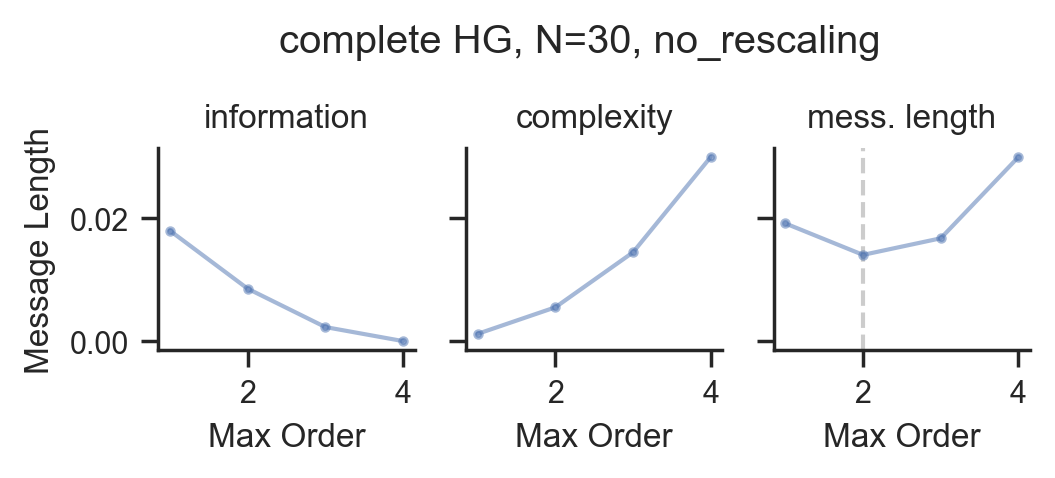 complete HG, N=30, no_rescaling
information complexity mess. length
Message Length
0.02
0.00
2 4 2 4 2 4
Max Order Max Order Max Order